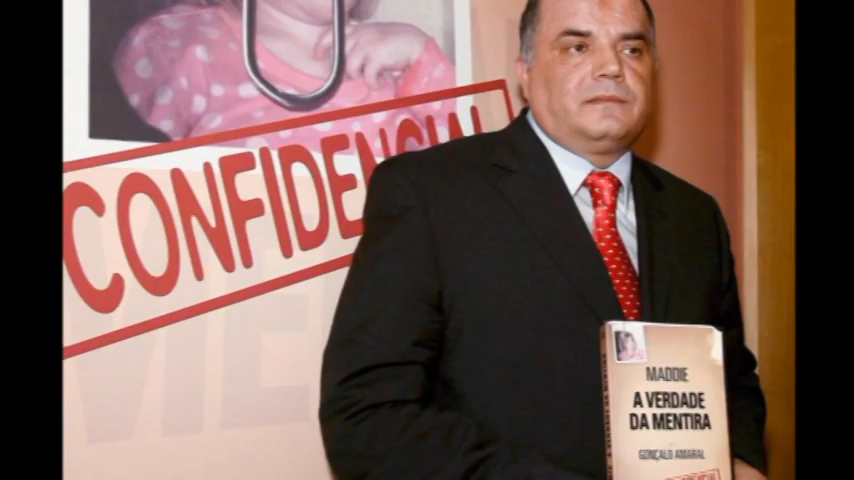 CONFIDENCIAL
MADDIE
A VERDADE
DA MENTIRA
GONÇALO AMARAL